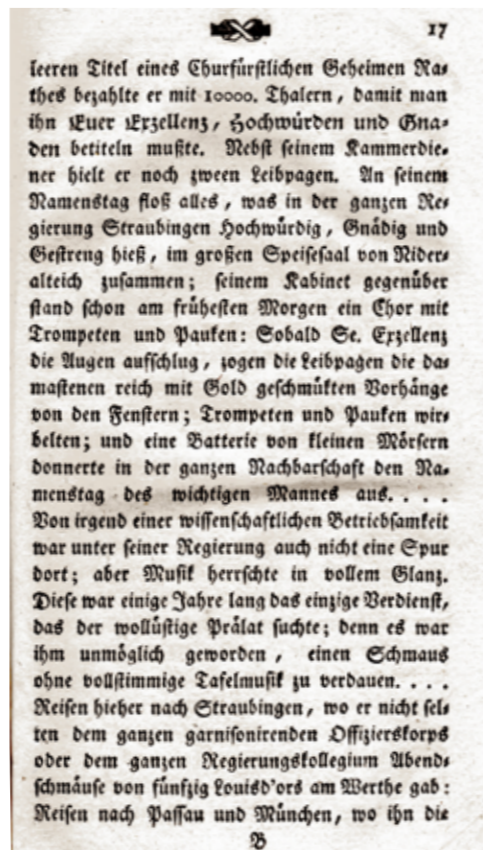 17
leeren Titel eines Churfürstlichen Geheimen Ra-
thes bezahlte er mit 10000. Thalern, damit man
ihn Euer Exzellenz, Hochwürden und Gna-
den betiteln mußte. Nebst seinem Kammerdie-
ner hielt er noch zween Leibpagen. An seinem
Namenstag floß alles, was in der ganzen Re-
gierung Straubingen Hochwürdig, Gnädig und
Gestreng hieß, im großen Speisesaal von Nider-
alteich zusammen; seinem Kabinet gegenüber
stand schon am frühesten Morgen ein Chor mit
Trompeten und Pauken: Sobald Se. Exzellenz
die Augen aufschlug, zogen die Leibpagen die da-
mastenen reich mit Gold geschmükten Vorhänge
von den Fenstern; Trompeten und Pauken wir-
belten; und eine Batterie von kleinen Mörsern
donnerte in der ganzen Nachbarschaft den Na-
menstag des wichtigen Mannes aus. . . .
Von irgend einer wissenschaftlichen Betriebsamkeit
war unter seiner Regierung auch nicht eine Spur
dort; aber Musik herrschte in vollem Glanz.
Diese war einige Jahre lang das einzige Verdienst,
das der wollüstige Prälat suchte; denn es war
ihm unmöglich geworden, einen Schmaus
ohne vollstimmige Tafelmusik zu verdauen. . . .
Reisen hieher nach Straubingen, wo er nicht sel-
ten dem ganzen garnisonirenden Offizierskorps
oder dem ganzen Regierungskollegium Abend-
schmäuse von fünfzig Louisd'ors am Werthe gab:
Reisen nach Passau und München, wo ihn die
B